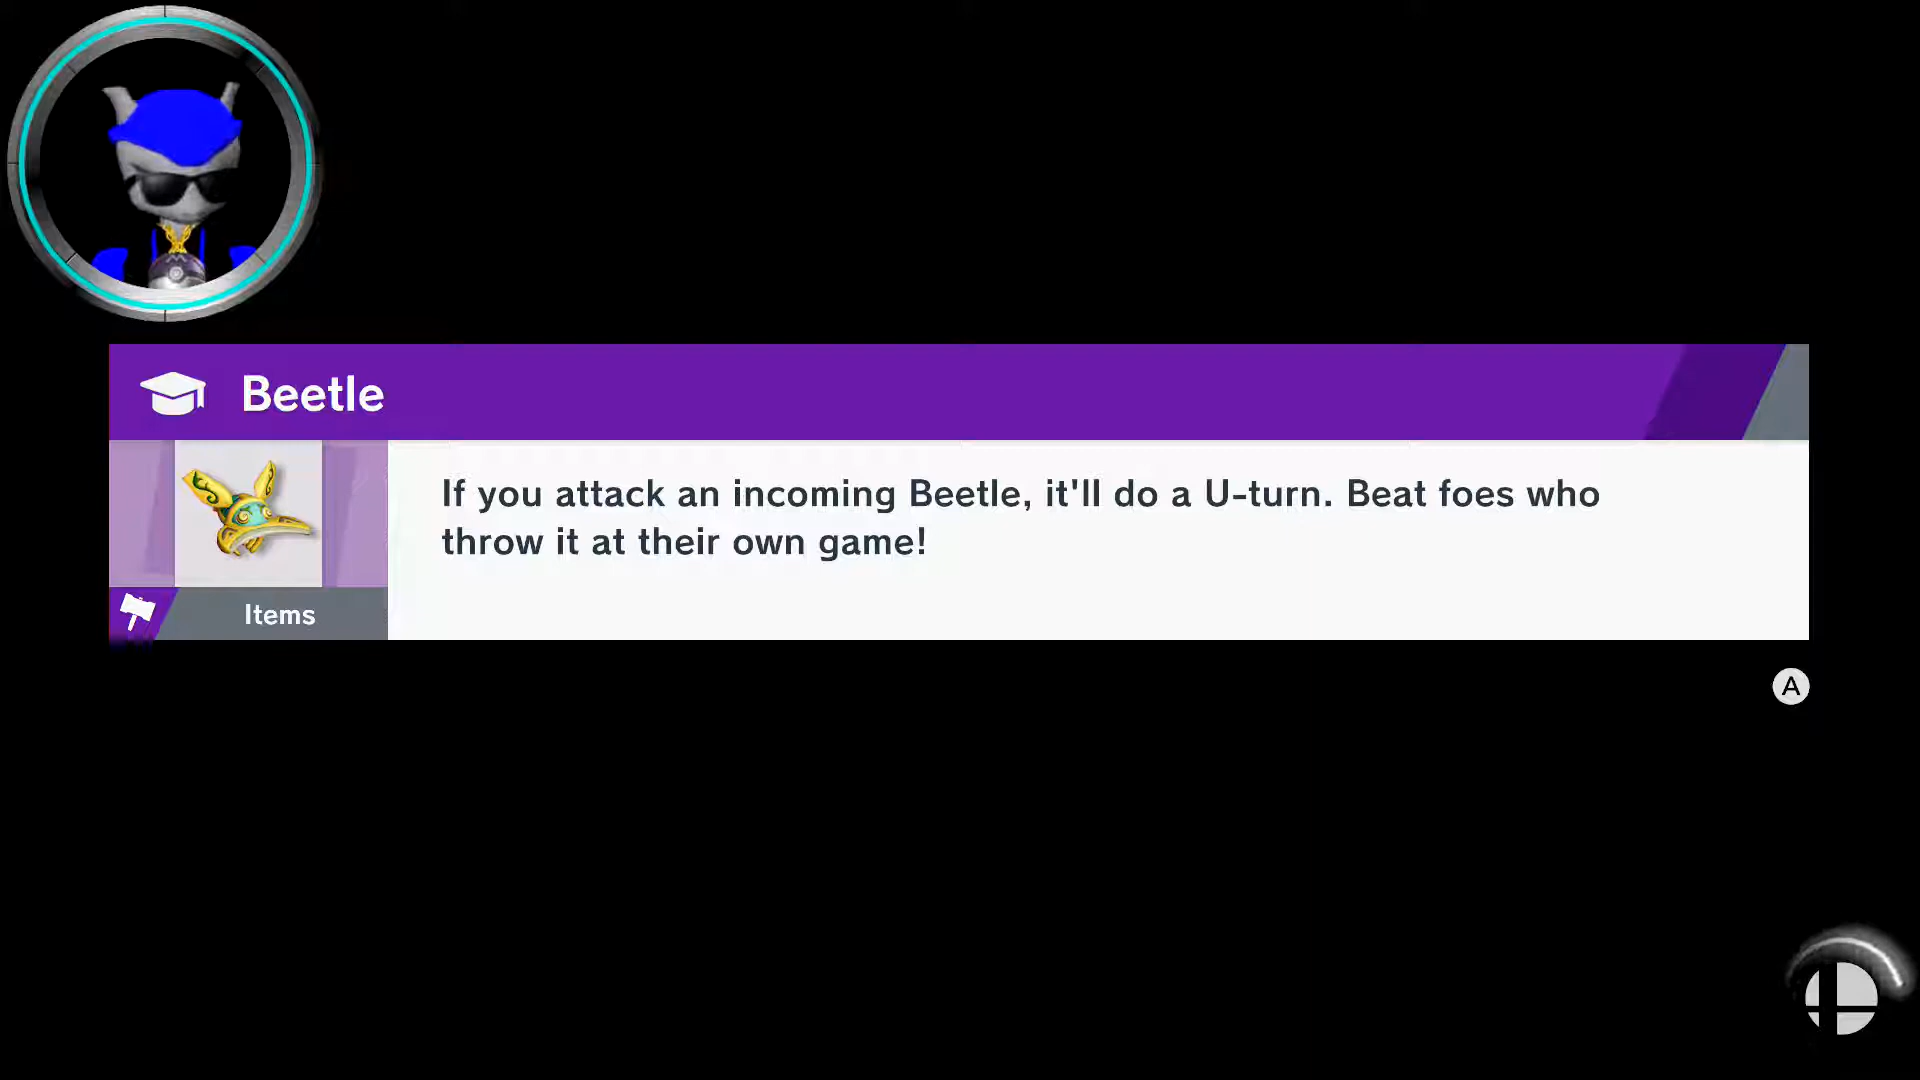 Beetle
If you attack an incoming Beetle, it'll do a U-turn. Beat foes who
throw it at their own game!
Items
A